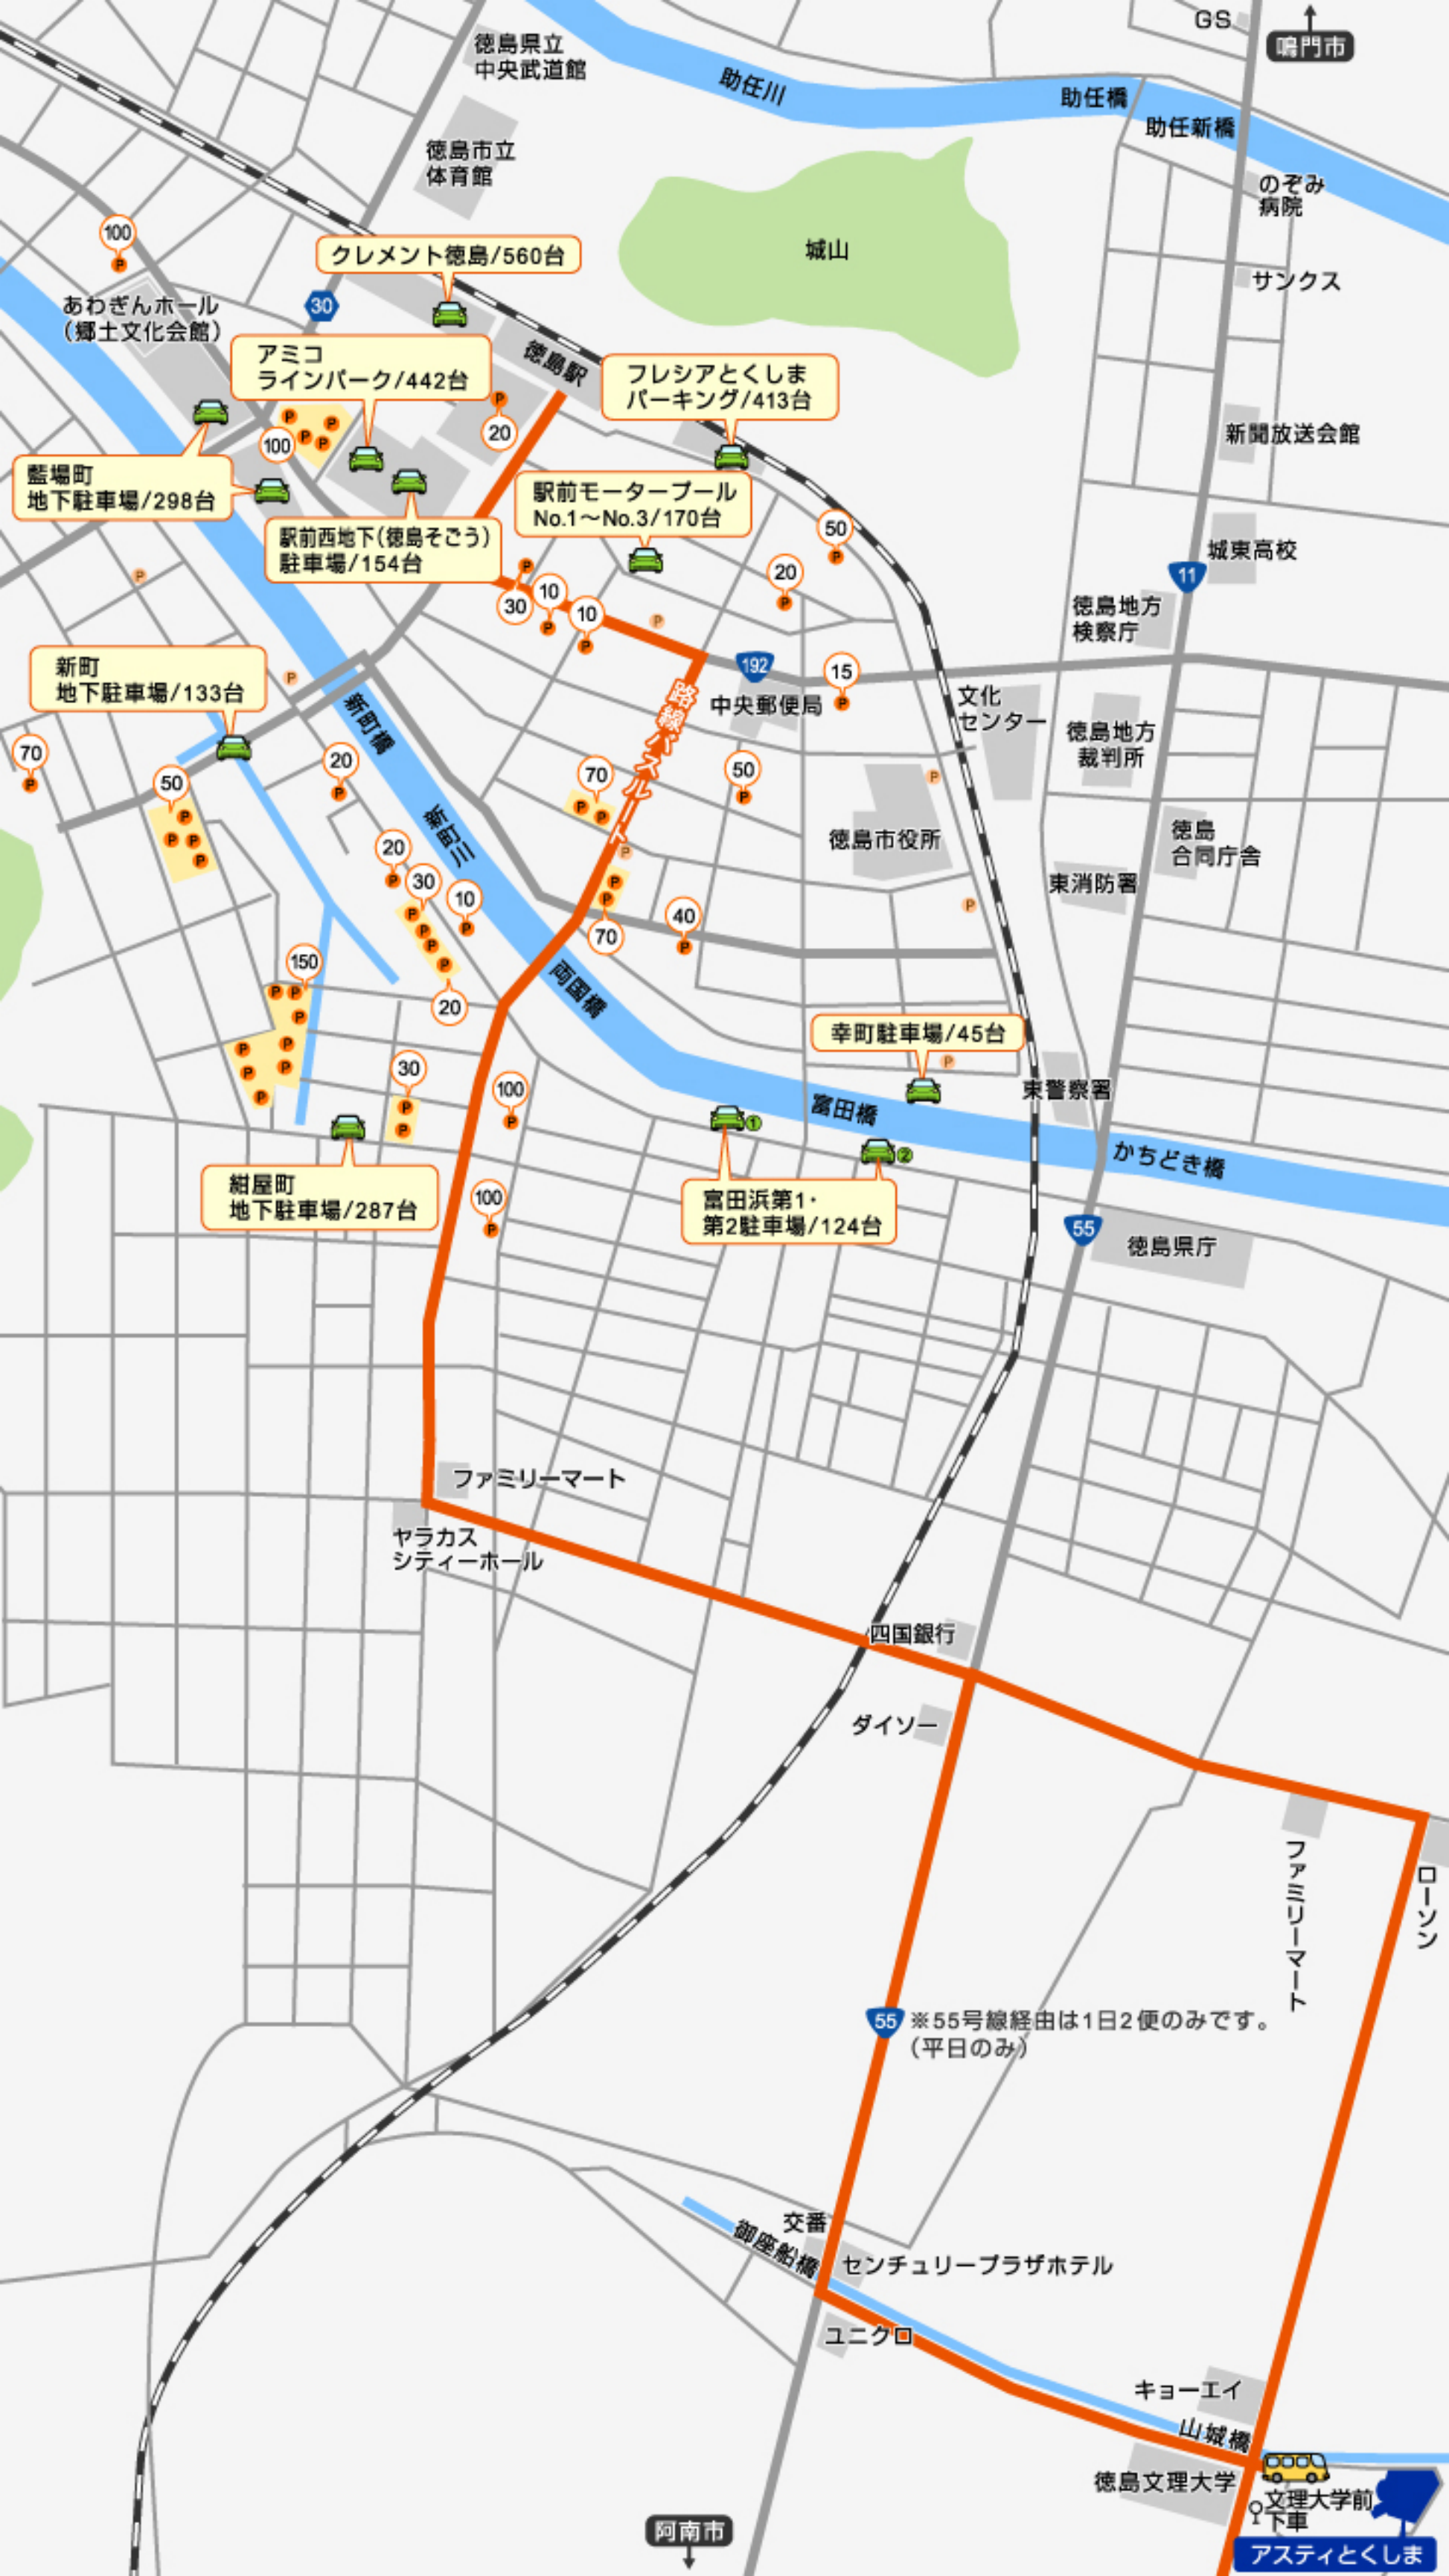 GS
鳴門市
徳島県立
中央武道館
助任川
助任橋
助任新橋
徳島市立
体育館
のぞみ
病院
100
P
クレメント徳島/560台
城山
サンクス
あわぎんホール
（郷土文化会館）
30
アミコ
ラインパーク/442台
徳島駅
フレシアとくしま
パーキング/413台
P
20
P
P
P
P
100
新聞放送会館
藍場町
地下駐車場/298台
駅前モータープール
No.1～No.3/170台
駅前西地下（徳島そごう）
駐車場/154台
50
P
城東高校
11
20
P
P
P
30
10
P
10
P
P
徳島地方
検察庁
新町
地下駐車場/133台
P
192
15
P
中央郵便局
文化
センター
路線バスルート
新町橋
徳島地方
裁判所
70
P
50
P
P
P
P
20
P
70
P
P
50
P
P
徳島市役所
徳島
合同庁舎
新町川
20
P
30
P
P
P
P
20
10
P
P
P
P
70
40
P
東消防署
P
150
P
P
P
P
P
P
P
P
両国橋
幸町駐車場/45台
P
30
P
P
100
P
東警察署
富田橋
①
②
かちどき橋
紺屋町
地下駐車場/287台
100
P
富田浜第1・
第2駐車場/124台
55
徳島県庁
ファミリーマート
ヤラカス
シティーホール
四国銀行
ダイソー
ファミリーマート
ローソン
55
※55号線経由は1日2便のみです。
（平日のみ）
交番
御座船橋
センチュリープラザホテル
ユニクロ
キョーエイ
山城橋
徳島文理大学
文理大学前
下車
阿南市
アスティとくしま